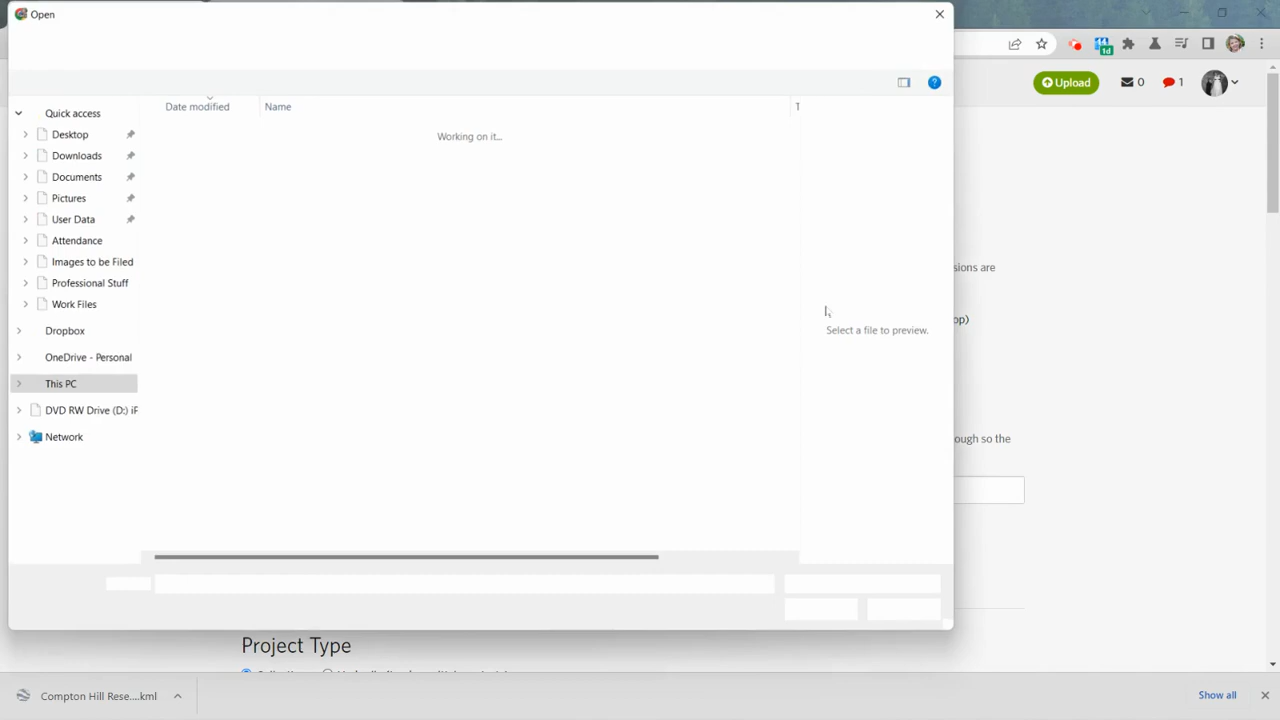 Open
Upload
0
1
1d
Date modified
Name
T
Working on it...
Quick access
Desktop
Downloads
Documents
Pictures
User Data
Attendance
Images to be Filed
Professional Stuff
Work Files
Dropbox
OneDrive - Personal
This PC
DVD RW Drive (D:) iP
Network
Select a file to preview.
sions are
op)
ough so the
Project Type
Compton Hill Rese....kml
Show all